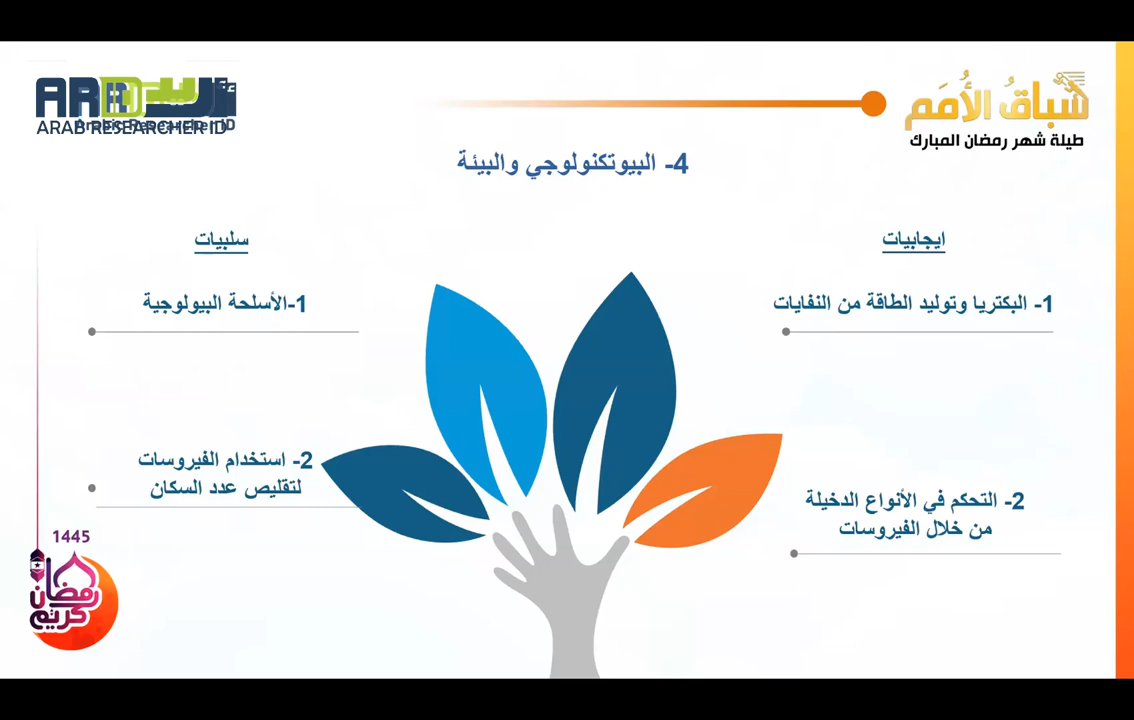 سباقُ الأُمَم
طيلة شهر رمضان المبارك
ARAB RESEARCHER ID
4- البيوتكنولوجي والبيئة
ايجابيات
1- البكتريا وتوليد الطاقة من النفايات
2- التحكم في الأنواع الدخيلة
من خلال الفيروسات
سلبيات
1-الأسلحة البيولوجية
2- استخدام الفيروسات
لتقليص عدد السكان
1445
رمضان
كريم